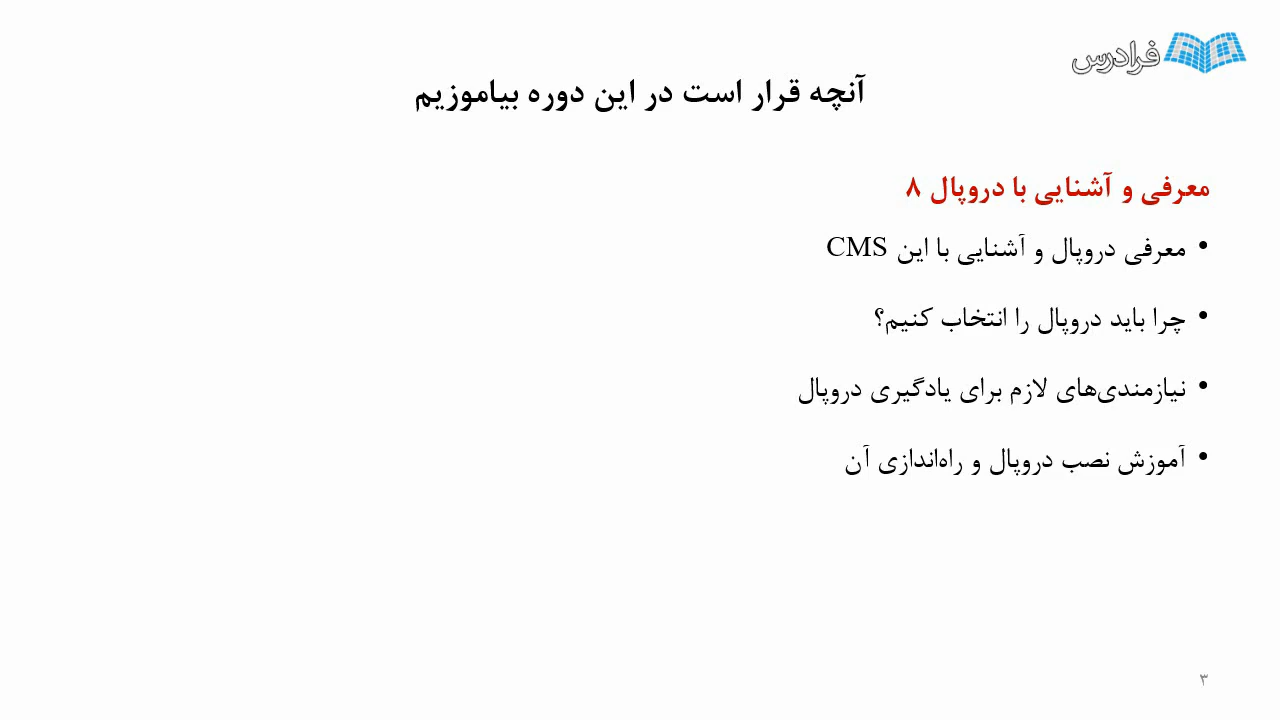 فرادرس
آنچه قرار است در این دوره بیاموزیم
معرفی و آشنایی با دروپال ۸
• معرفی دروپال و آشنایی با این CMS
• چرا باید دروپال را انتخاب کنیم؟
• نیازمندی‌های لازم برای یادگیری دروپال
• آموزش نصب دروپال و راه‌اندازی آن
۳